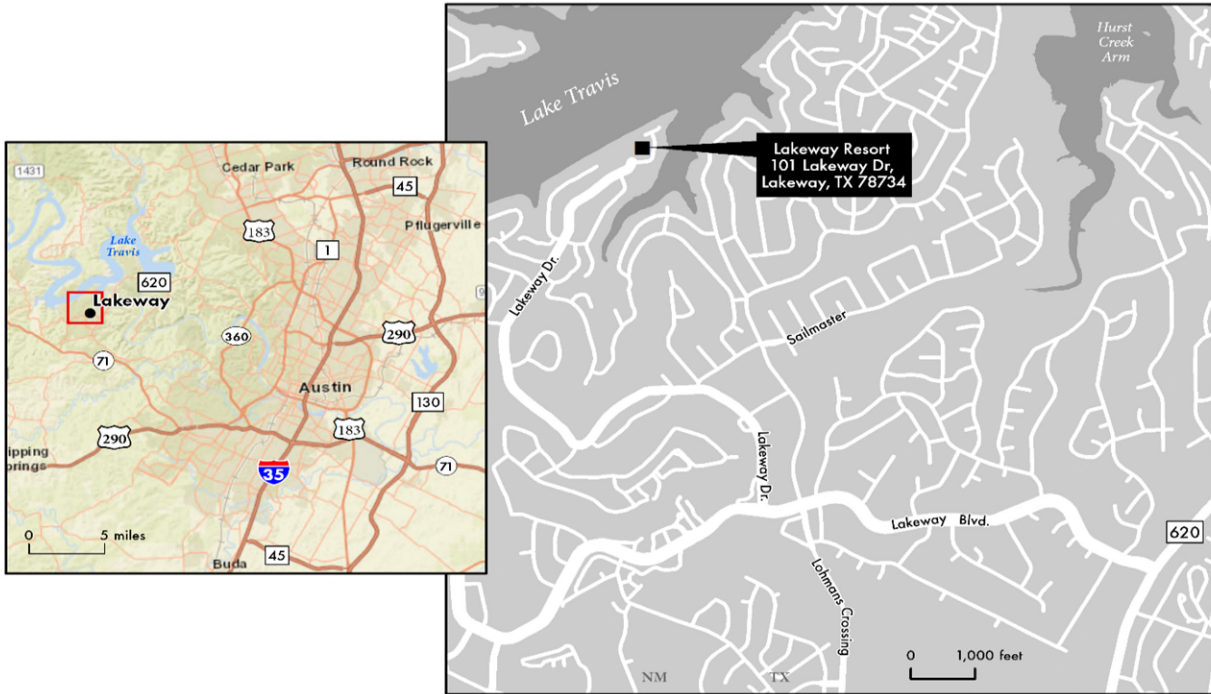 1431
Cedar Park
Round Rock
45
183
Pflugerville
1
Lake
Travis
620
Lakeway
360
290
71
Austin
130
290
183
ipping
prings
35
71
0 5 miles
45
Buda
Lake Travis
Hurst
Creek
Arm
Lakeway Resort
101 Lakeway Dr,
Lakeway, TX 78734
Lakeway Dr.
Sailmaster
Lakeway Dr.
Lakeway Blvd.
620
Lohmans Crossing
0 1,000 feet
NM TX